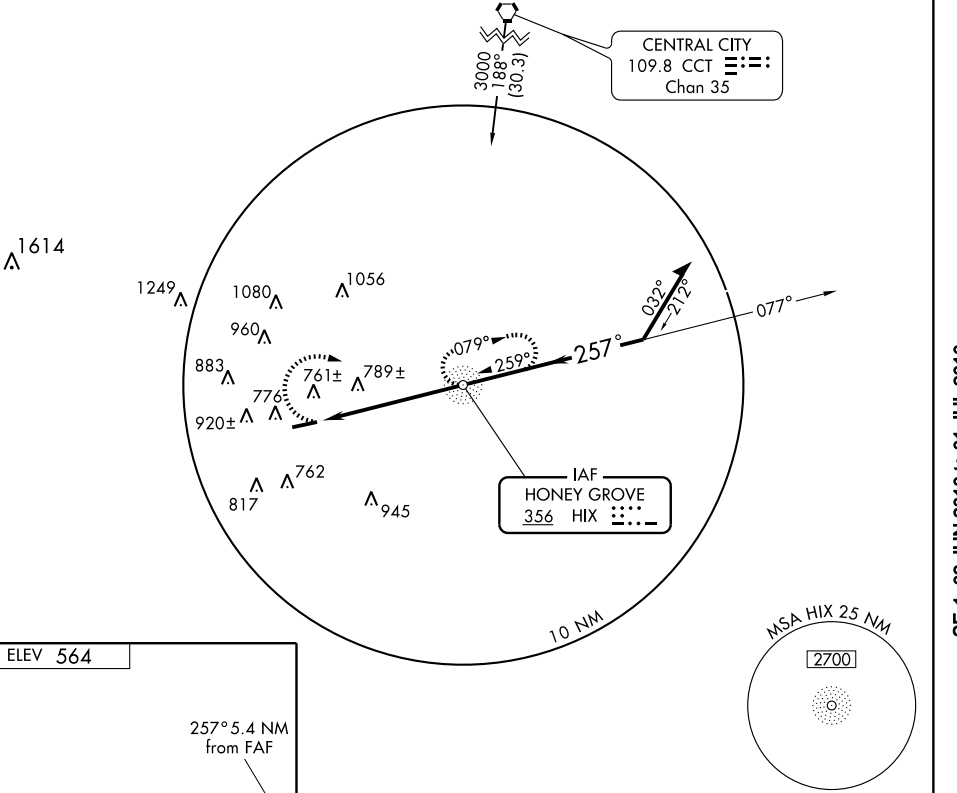 CENTRAL CITY
109.8 CCT
Chan 35
3000
188°
(30.3)
1614
1249
1080
1056
960
883
761±
789±
776
920±
762
817
945
079°
259°
257°
032°
212°
077°
IAF
HONEY GROVE
356 HIX
10 NM
MSA HIX 25 NM
2700
ELEV 564
257° 5.4 NM
from FAF